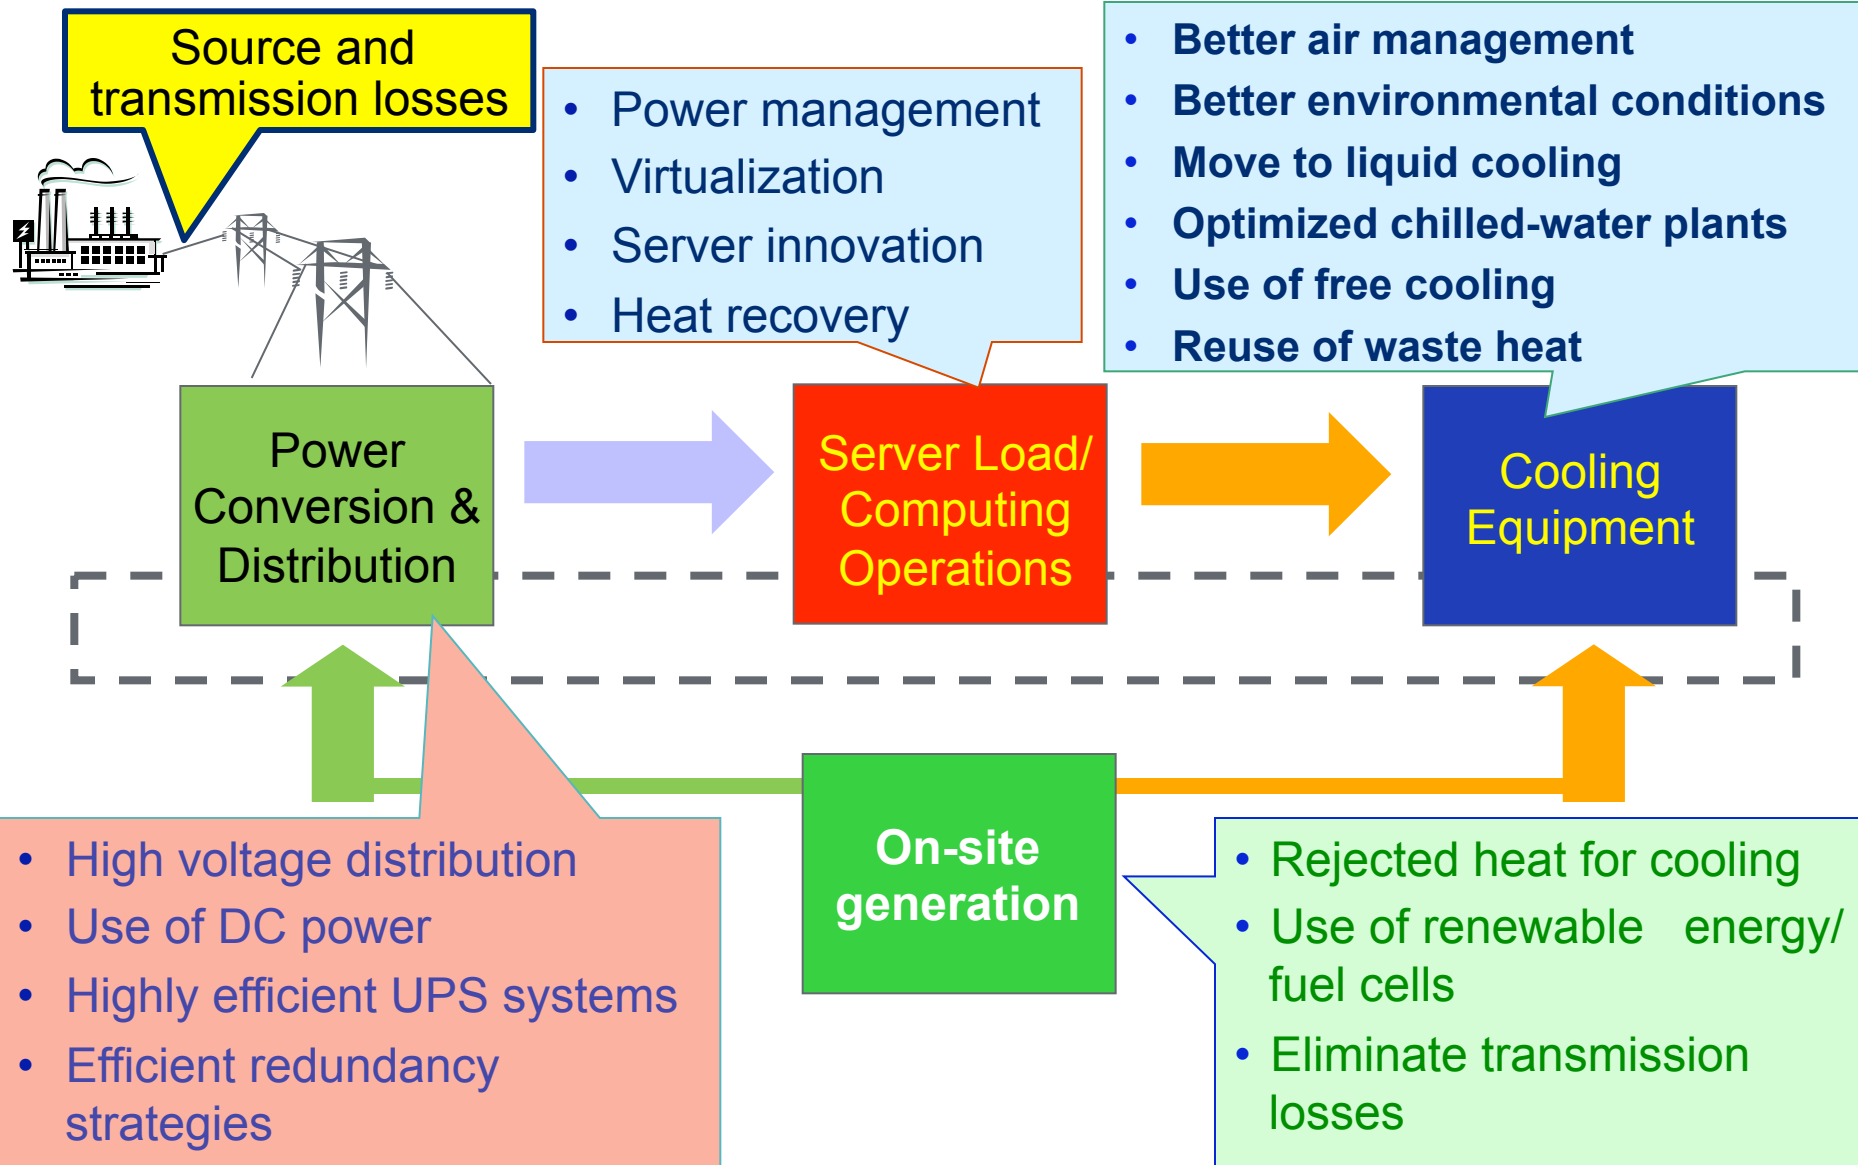 Source and
transmission losses
• Power management
• Virtualization
• Server innovation
• Heat recovery
• Better air management
• Better environmental conditions
• Move to liquid cooling
• Optimized chilled-water plants
• Use of free cooling
• Reuse of waste heat
Power
Conversion &
Distribution
Server Load/
Computing
Operations
Cooling
Equipment
On-site
generation
• High voltage distribution
• Use of DC power
• Highly efficient UPS systems
• Efficient redundancy
strategies
• Rejected heat for cooling
• Use of renewable energy/
fuel cells
• Eliminate transmission
losses